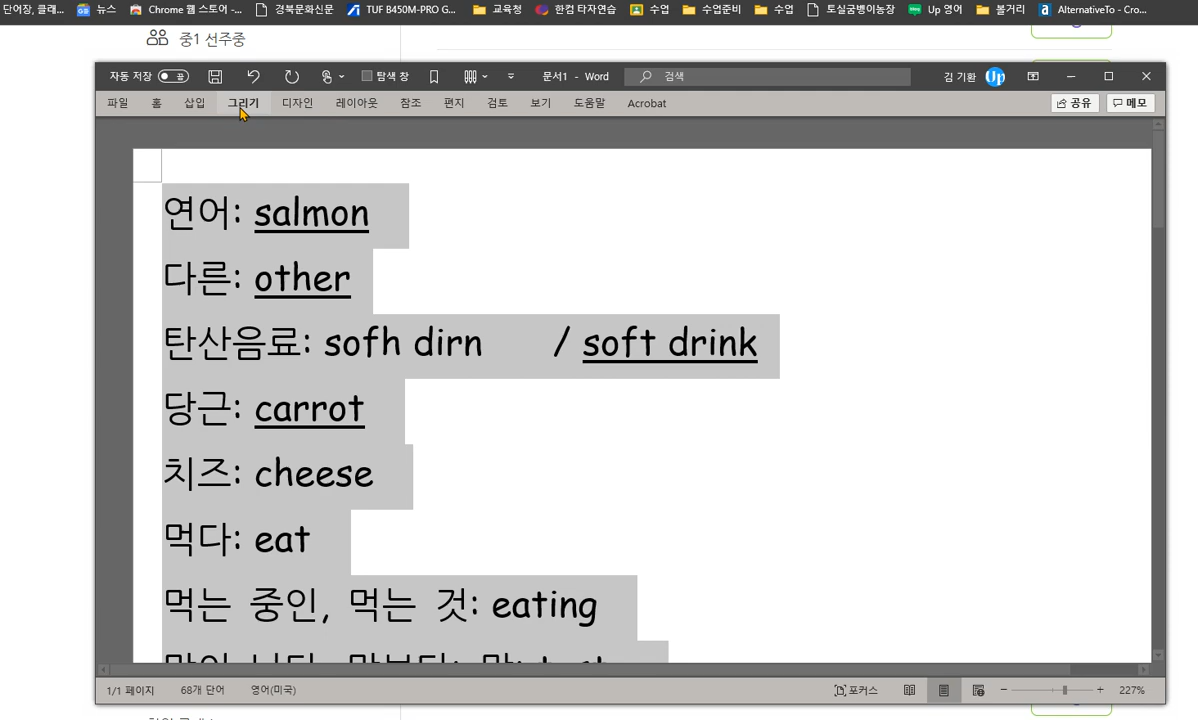 단어장, 클래... 뉴스 Chrome 웹 스토어 -... 경북문화신문 TUF B450M-PRO G... 교육청 한컴 타자연습 수업 수업준비 수업 토실금병이농장 Up 영어 볼거리 AlternativeTo - Cro...
중1 선주중
자동 저장 끔 탐색 창 문서1 - Word 검색 김 기환 Up
파일 홈 삽입 그리기 디자인 레이아웃 참조 편지 검토 보기 도움말 Acrobat 공유 메모
연어: salmon
다른: other
탄산음료: sofh dirn / soft drink
당근: carrot
치즈: cheese
먹다: eat
먹는 중인, 먹는 것: eating
1/1 페이지 68개 단어 영어(미국) 포커스 227%